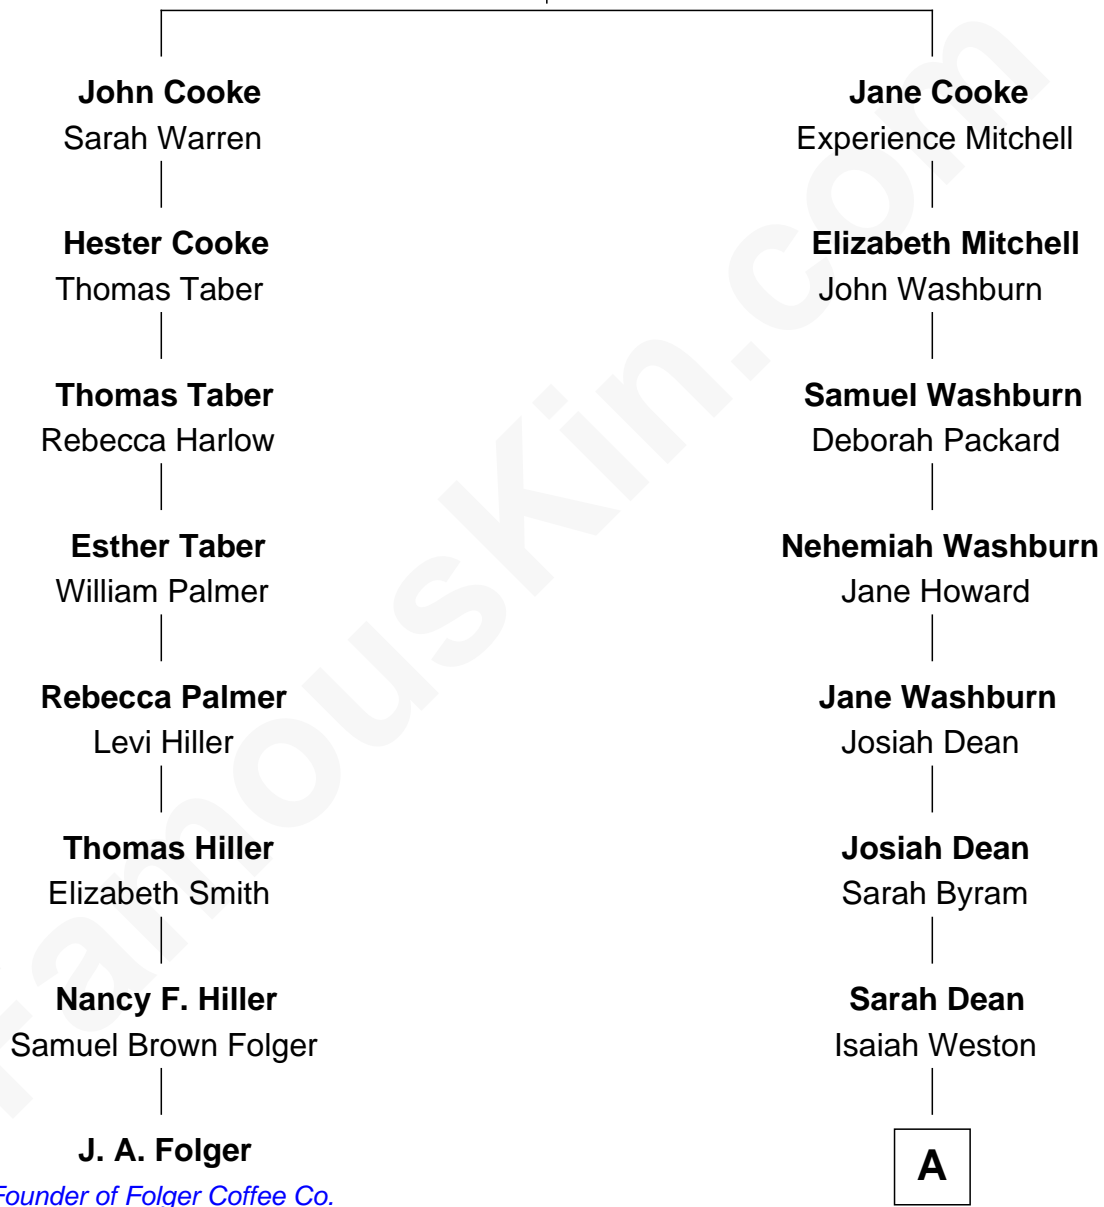 John Cooke
Sarah Warren
Hester Cooke
Thomas Taber
Thomas Taber
Rebecca Harlow
Esther Taber
William Palmer
Rebecca Palmer
Levi Hiller
Thomas Hiller
Elizabeth Smith
Nancy F. Hiller
Samuel Brown Folger
J. A. Folger
Founder of Folger Coffee Co.
Jane Cooke
Experience Mitchell
Elizabeth Mitchell
John Washburn
Samuel Washburn
Deborah Packard
Nehemiah Washburn
Jane Howard
Jane Washburn
Josiah Dean
Josiah Dean
Sarah Byram
Sarah Dean
Isaiah Weston
A
FamousKin.com